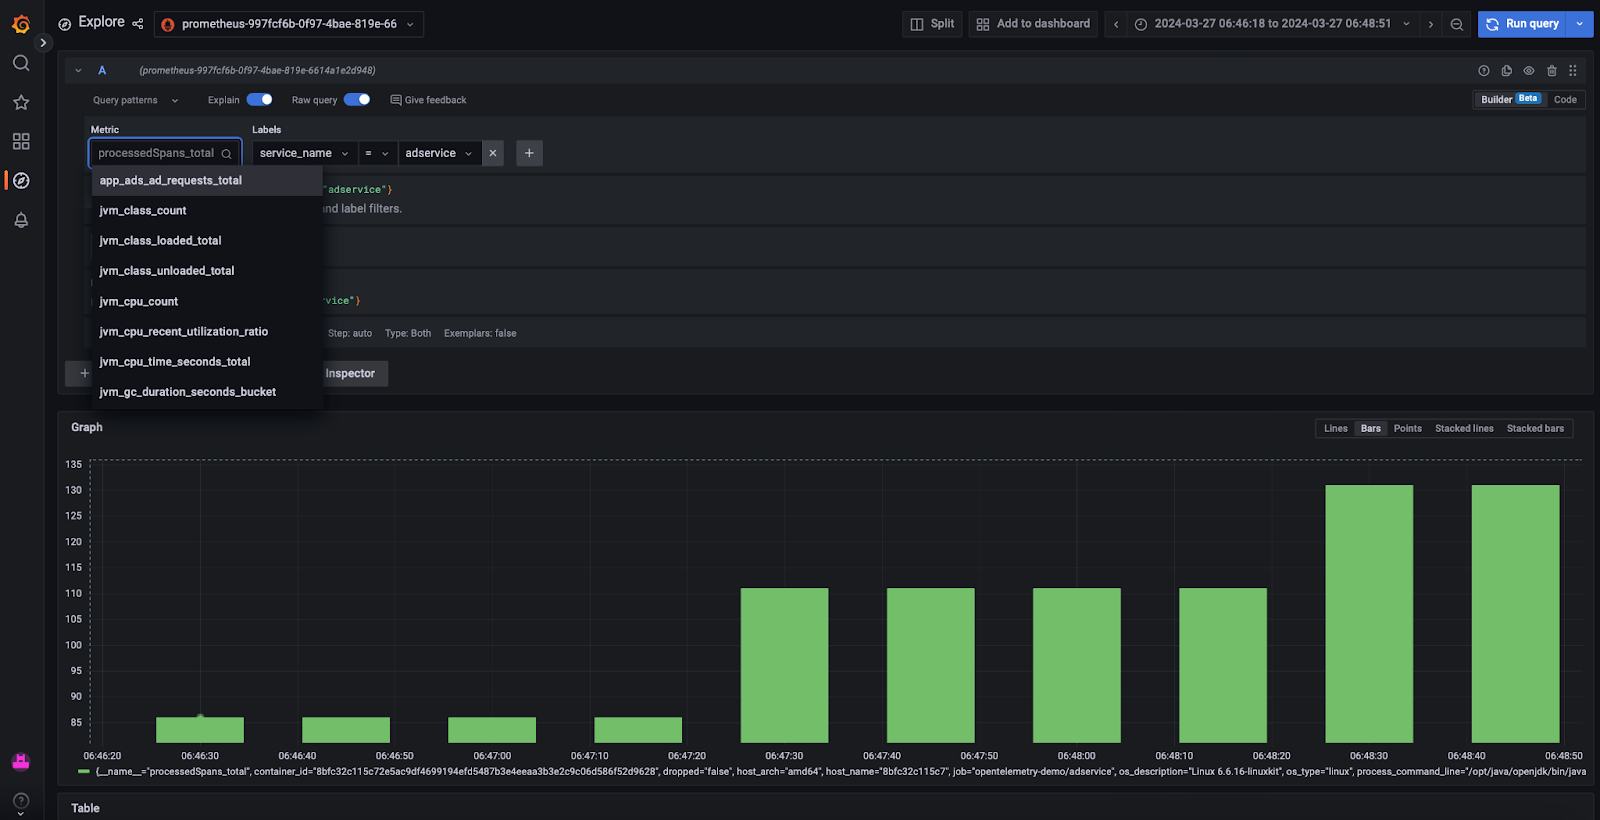 Explore
prometheus-997fcf6b-0f97-4bae-819e-66
Split
Add to dashboard
2024-03-27 06:46:18 to 2024-03-27 06:48:51
Run query
A
(prometheus-997fcf6b-0f97-4bae-819e-6614a1e2d948)
Query patterns
Explain
Raw query
Give feedback
Builder Beta
Code
Metric
Labels
processedSpans_total
service_name
=
adservice
app_ads_ad_requests_total
jvm_class_count
jvm_class_loaded_total
jvm_class_unloaded_total
jvm_cpu_count
jvm_cpu_recent_utilization_ratio
jvm_cpu_time_seconds_total
jvm_gc_duration_seconds_bucket
"adservice"}
and label filters.
vice"}
Step: auto Type: Both Exemplars: false
+
Inspector
Graph
Lines Bars Points Stacked lines Stacked bars
135
130
125
120
115
110
105
100
95
90
85
06:46:20 06:46:30 06:46:40 06:46:50 06:47:00 06:47:10 06:47:20 06:47:30 06:47:40 06:47:50 06:48:00 06:48:10 06:48:20 06:48:30 06:48:40 06:48:50
{__name__="processedSpans_total", container_id="8bfc32c115c72e5ac9df4699194efd5487b3e4eeaa3b3e2c9c06d586f52d9628", dropped="false", host_arch="amd64", host_name="8bfc32c115c7", job="opentelemetry-demo/adservice", os_description="Linux 6.6.16-linuxkit", os_type="linux", process_command_line="/opt/java/openjdk/bin/java
Table